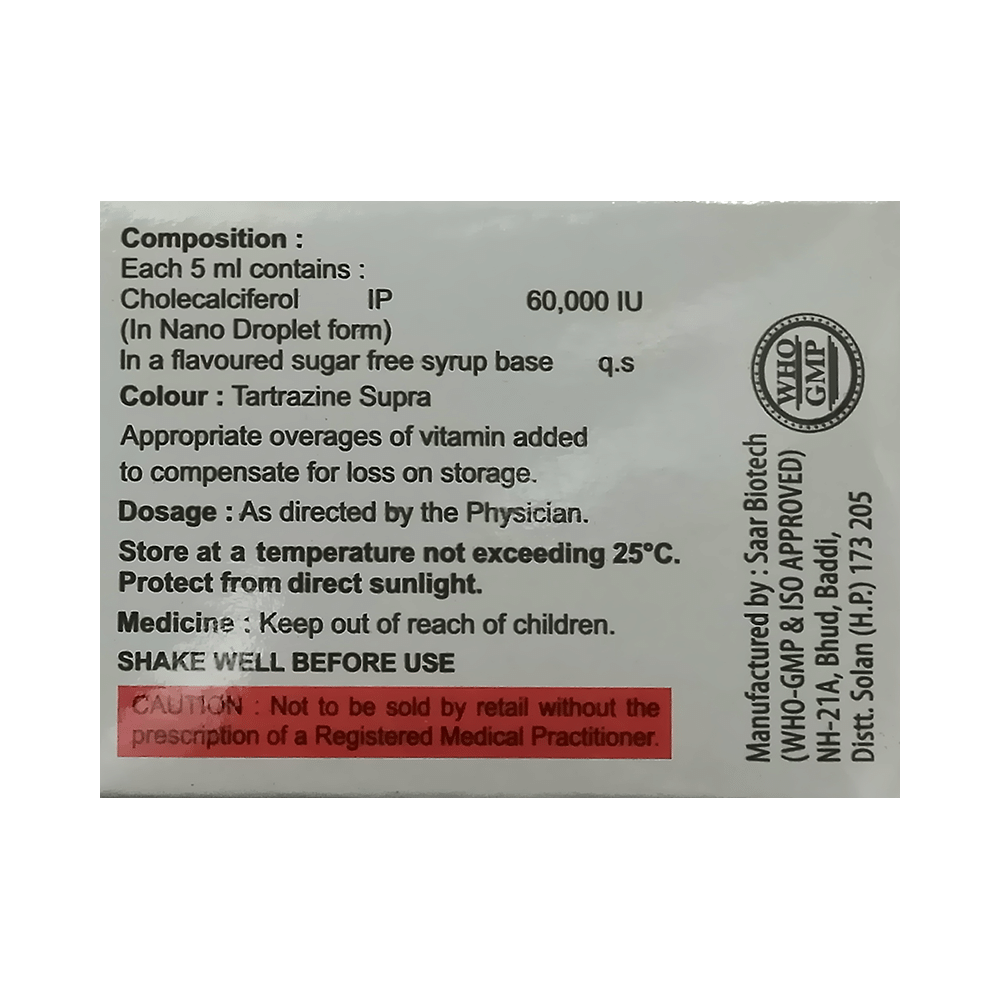 Composition :
Each 5 ml contains :
Cholecalciferol IP 60,000 IU
(In Nano Droplet form)
In a flavoured sugar free syrup base q.s
Colour : Tartrazine Supra
Appropriate overages of vitamin added
to compensate for loss on storage.
Dosage : As directed by the Physician.
Store at a temperature not exceeding 25°C.
Protect from direct sunlight.
Medicine : Keep out of reach of children.
SHAKE WELL BEFORE USE
CAUTION : Not to be sold by retail without the
prescription of a Registered Medical Practitioner.
WHO
GMP
Manufactured by : Saar Biotech
(WHO-GMP & ISO APPROVED)
NH-21A, Bhud, Baddi,
Distt. Solan (H.P.) 173 205